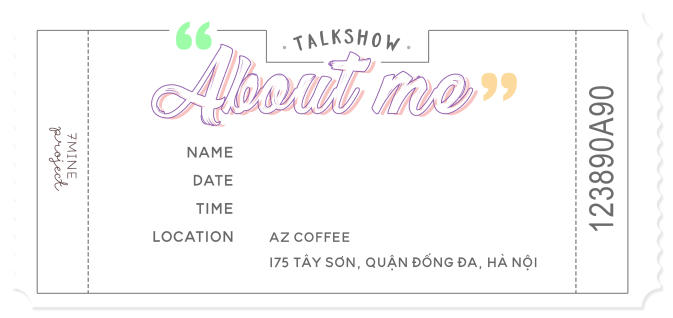 TALKSHOW
“About me”
7MINE
project
NAME
DATE
TIME
LOCATION AZ COFFEE
175 TÂY SƠN, QUẬN ĐỐNG ĐA, HÀ NỘI
123890A90